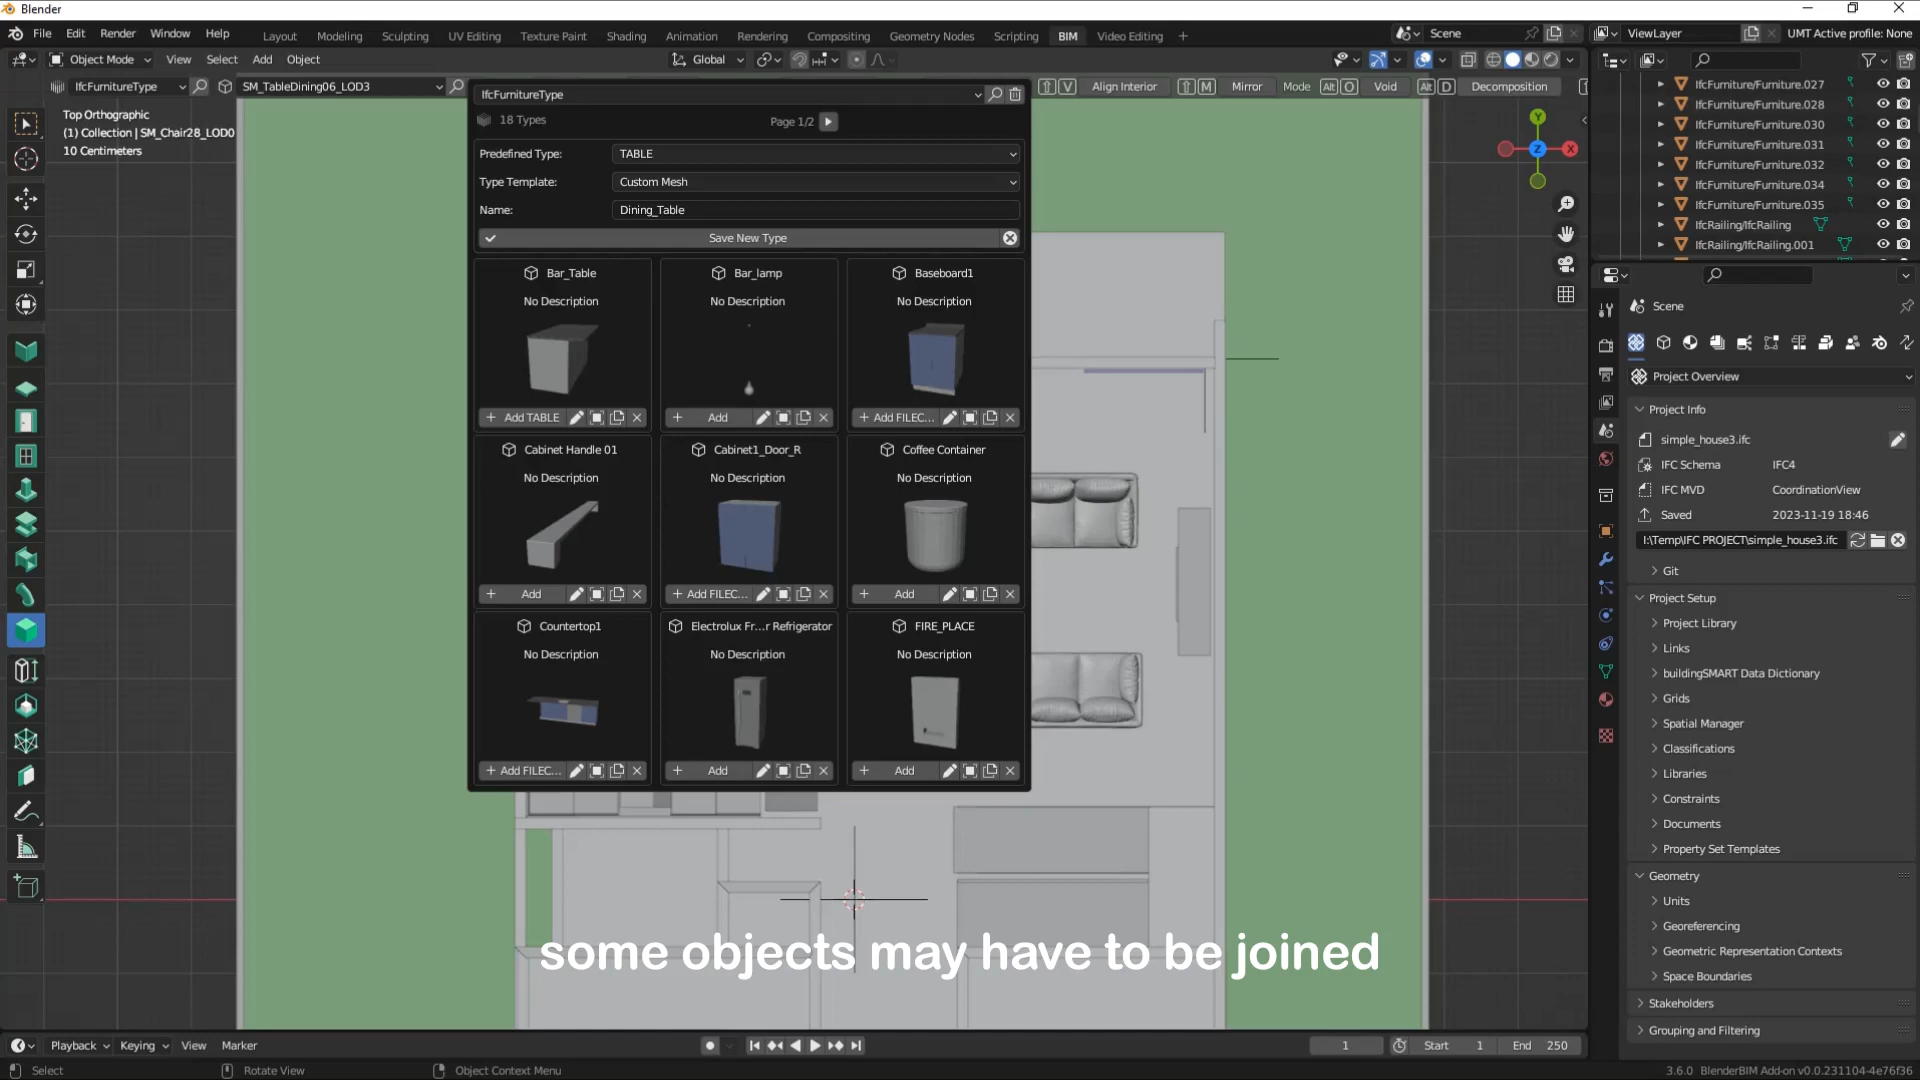 Blender
File Edit Render Window Help
Layout Modeling Sculpting UV Editing Texture Paint Shading Animation Rendering Compositing Geometry Nodes Scripting BIM Video Editing
Scene
ViewLayer
UMT Active profile: None
Object Mode View Select Add Object
Global
IfcFurnitureType
SM_TableDining06_LOD3
V Align Interior M Mirror Mode Alt O Void Alt D Decomposition
Top Orthographic
(1) Collection | SM_Chair28_LOD0
10 Centimeters
IfcFurnitureType
18 Types
Page 1/2
Predefined Type: TABLE
Type Template: Custom Mesh
Name: Dining_Table
Save New Type
Bar_Table Bar_lamp Baseboard1
No Description No Description No Description
Add TABLE Add Add FILEC...
Cabinet Handle 01 Cabinet1_Door_R Coffee Container
No Description No Description No Description
Add Add FILEC... Add
Countertop1 Electrolux Fr...r Refrigerator FIRE_PLACE
No Description No Description No Description
Add FILEC... Add Add
Y
Z
X
IfcFurniture/Furniture.027
IfcFurniture/Furniture.028
IfcFurniture/Furniture.030
IfcFurniture/Furniture.031
IfcFurniture/Furniture.032
IfcFurniture/Furniture.034
IfcFurniture/Furniture.035
IfcRailing/IfcRailing
IfcRailing/IfcRailing.001
Scene
Project Overview
Project Info
simple_house3.ifc
IFC Schema IFC4
IFC MVD CoordinationView
Saved 2023-11-19 18:46
I:\Temp\IFC PROJECT\simple_house3.ifc
Git
Project Setup
Project Library
Links
buildingSMART Data Dictionary
Grids
Spatial Manager
Classifications
Libraries
Constraints
Documents
Property Set Templates
Geometry
Units
Georeferencing
Geometric Representation Contexts
Space Boundaries
Stakeholders
Grouping and Filtering
some objects may have to be joined
Playback Keying View Marker
1
Start 1 End 250
Select Rotate View Object Context Menu
3.6.0 BlenderBIM Add-on v0.0.231104-4e76f36